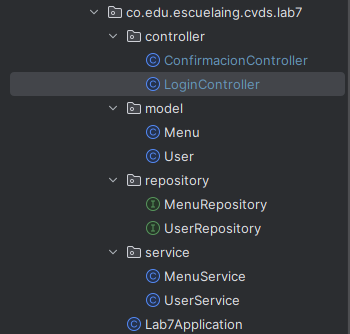 co.edu.escuelaing.cvds.lab7
controller
ConfirmacionController
LoginController
model
Menu
User
repository
MenuRepository
UserRepository
service
MenuService
UserService
Lab7Application